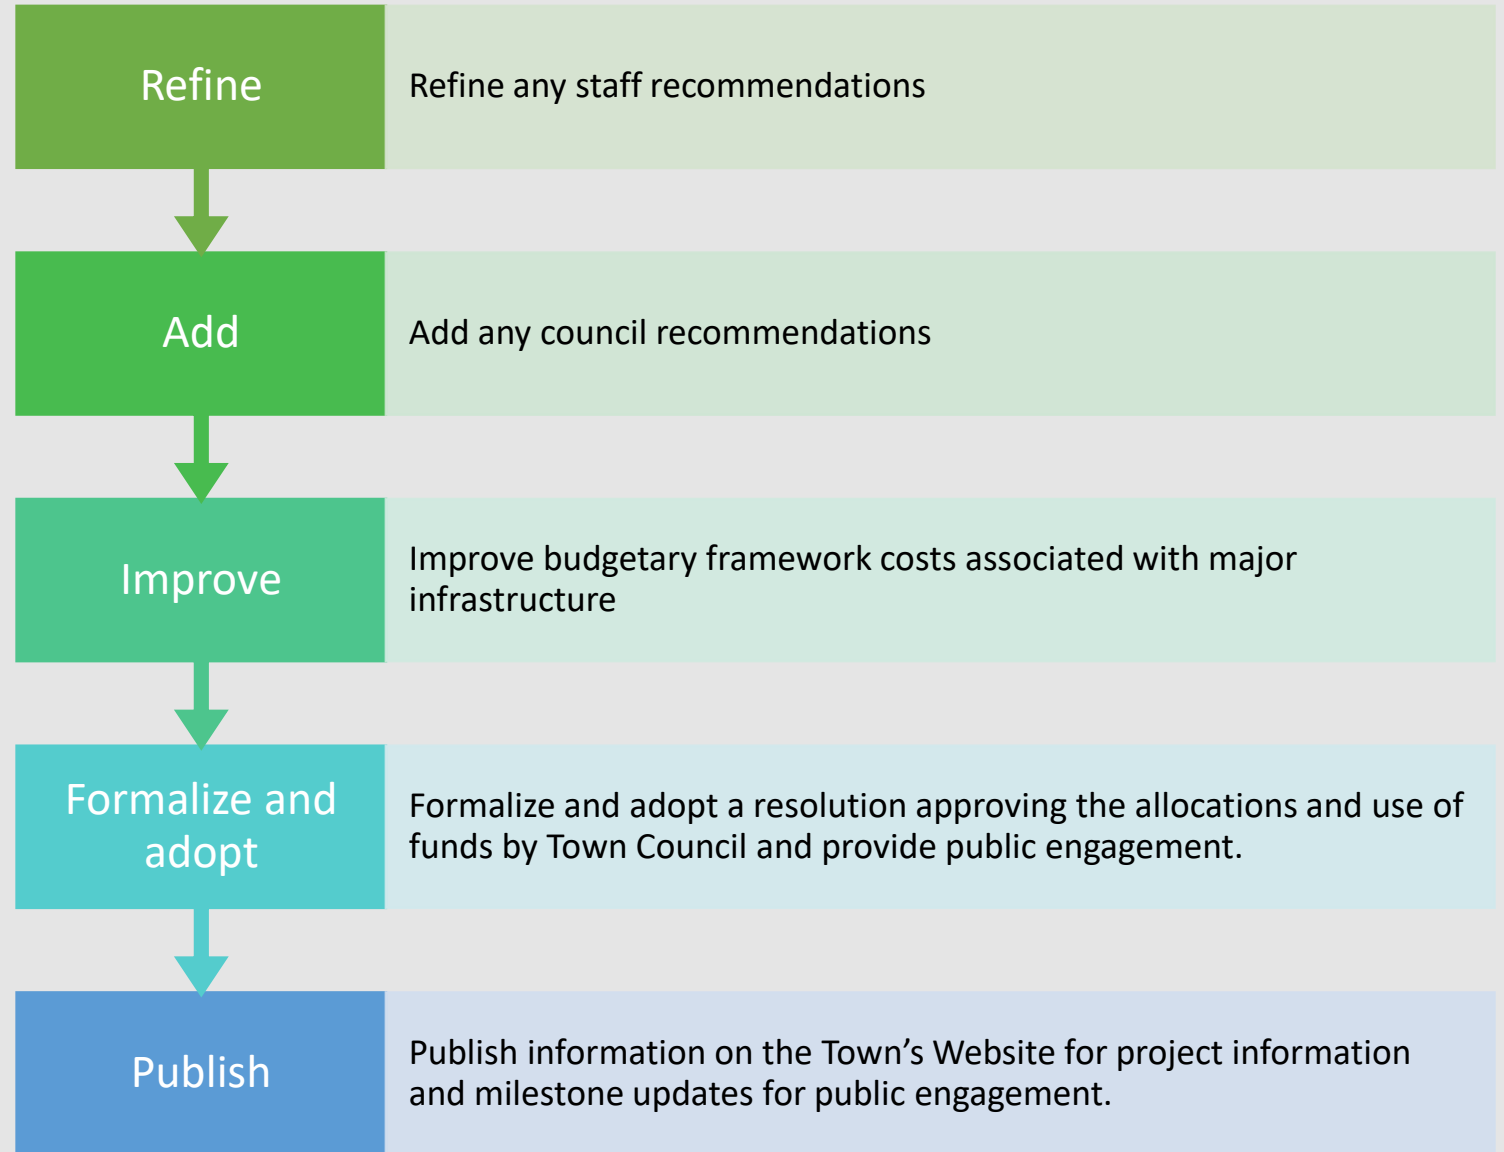 Refine
Refine any staff recommendations
Add
Add any council recommendations
Improve
Improve budgetary framework costs associated with major
infrastructure
Formalize and
adopt
Formalize and adopt a resolution approving the allocations and use of
funds by Town Council and provide public engagement.
Publish
Publish information on the Town’s Website for project information
and milestone updates for public engagement.